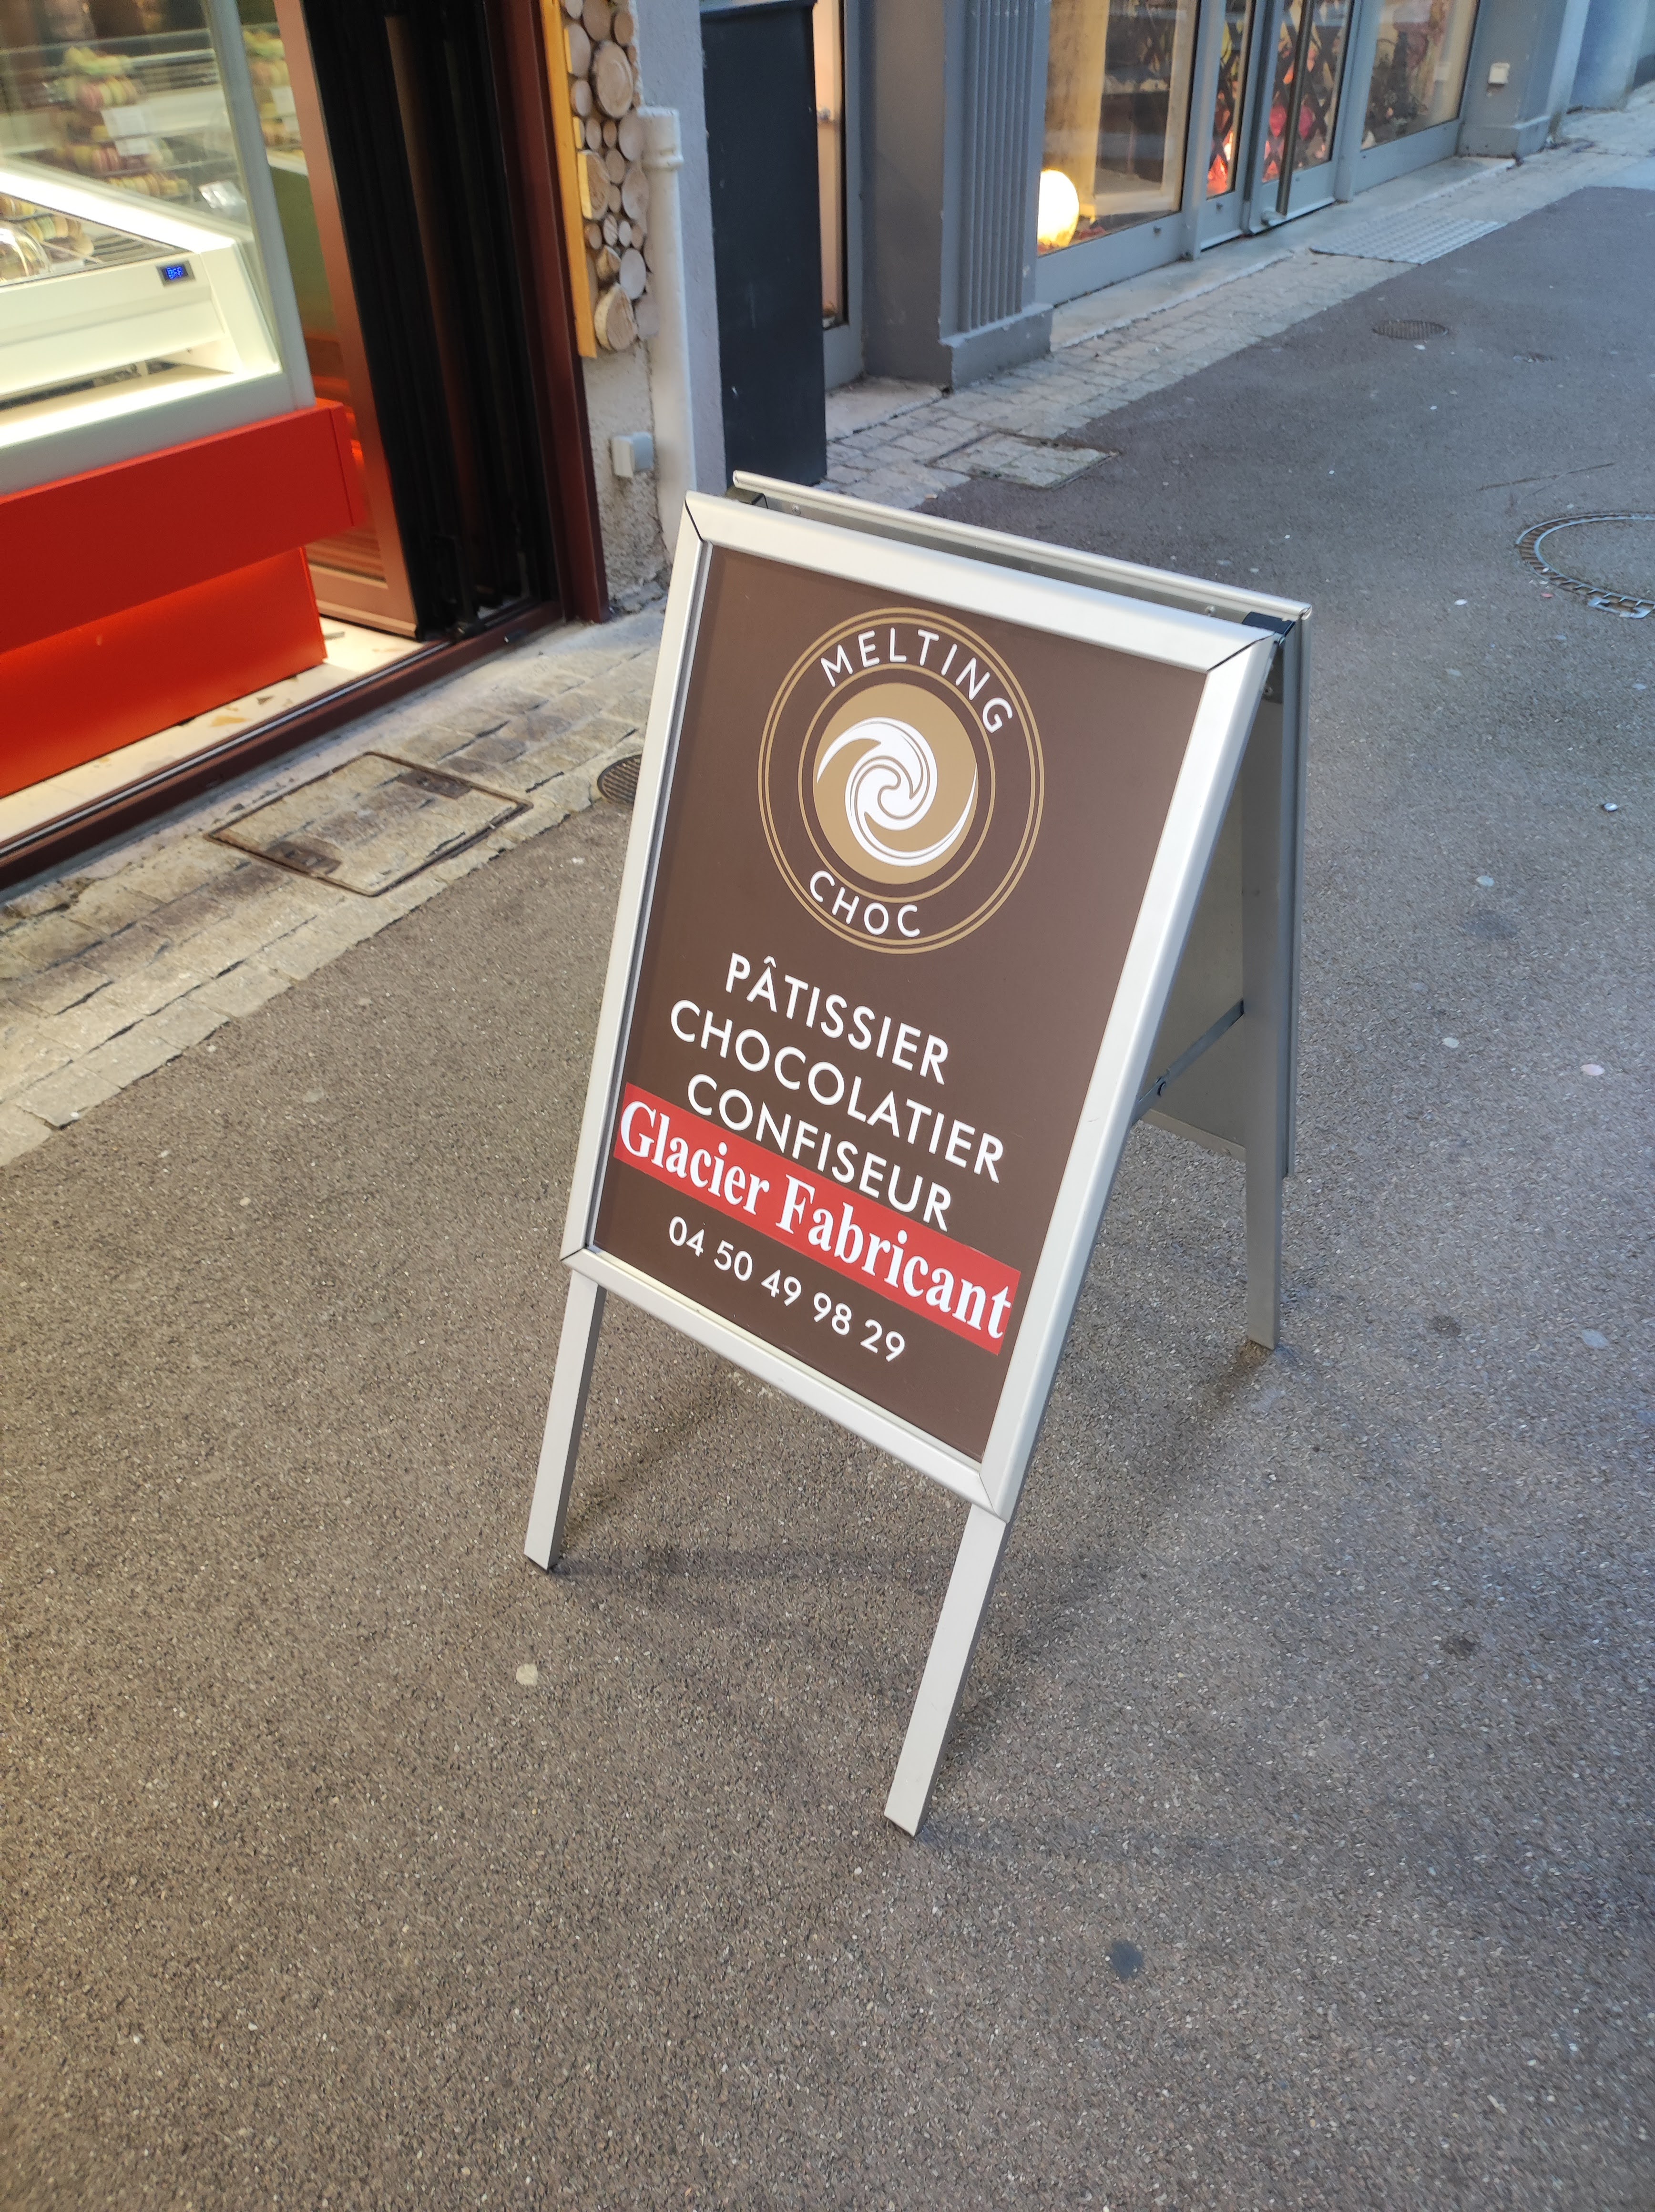 MELTING
CHOC
PÂTISSIER
CHOCOLATIER
CONFISEUR
Glacier Fabricant
04 50 49 98 29